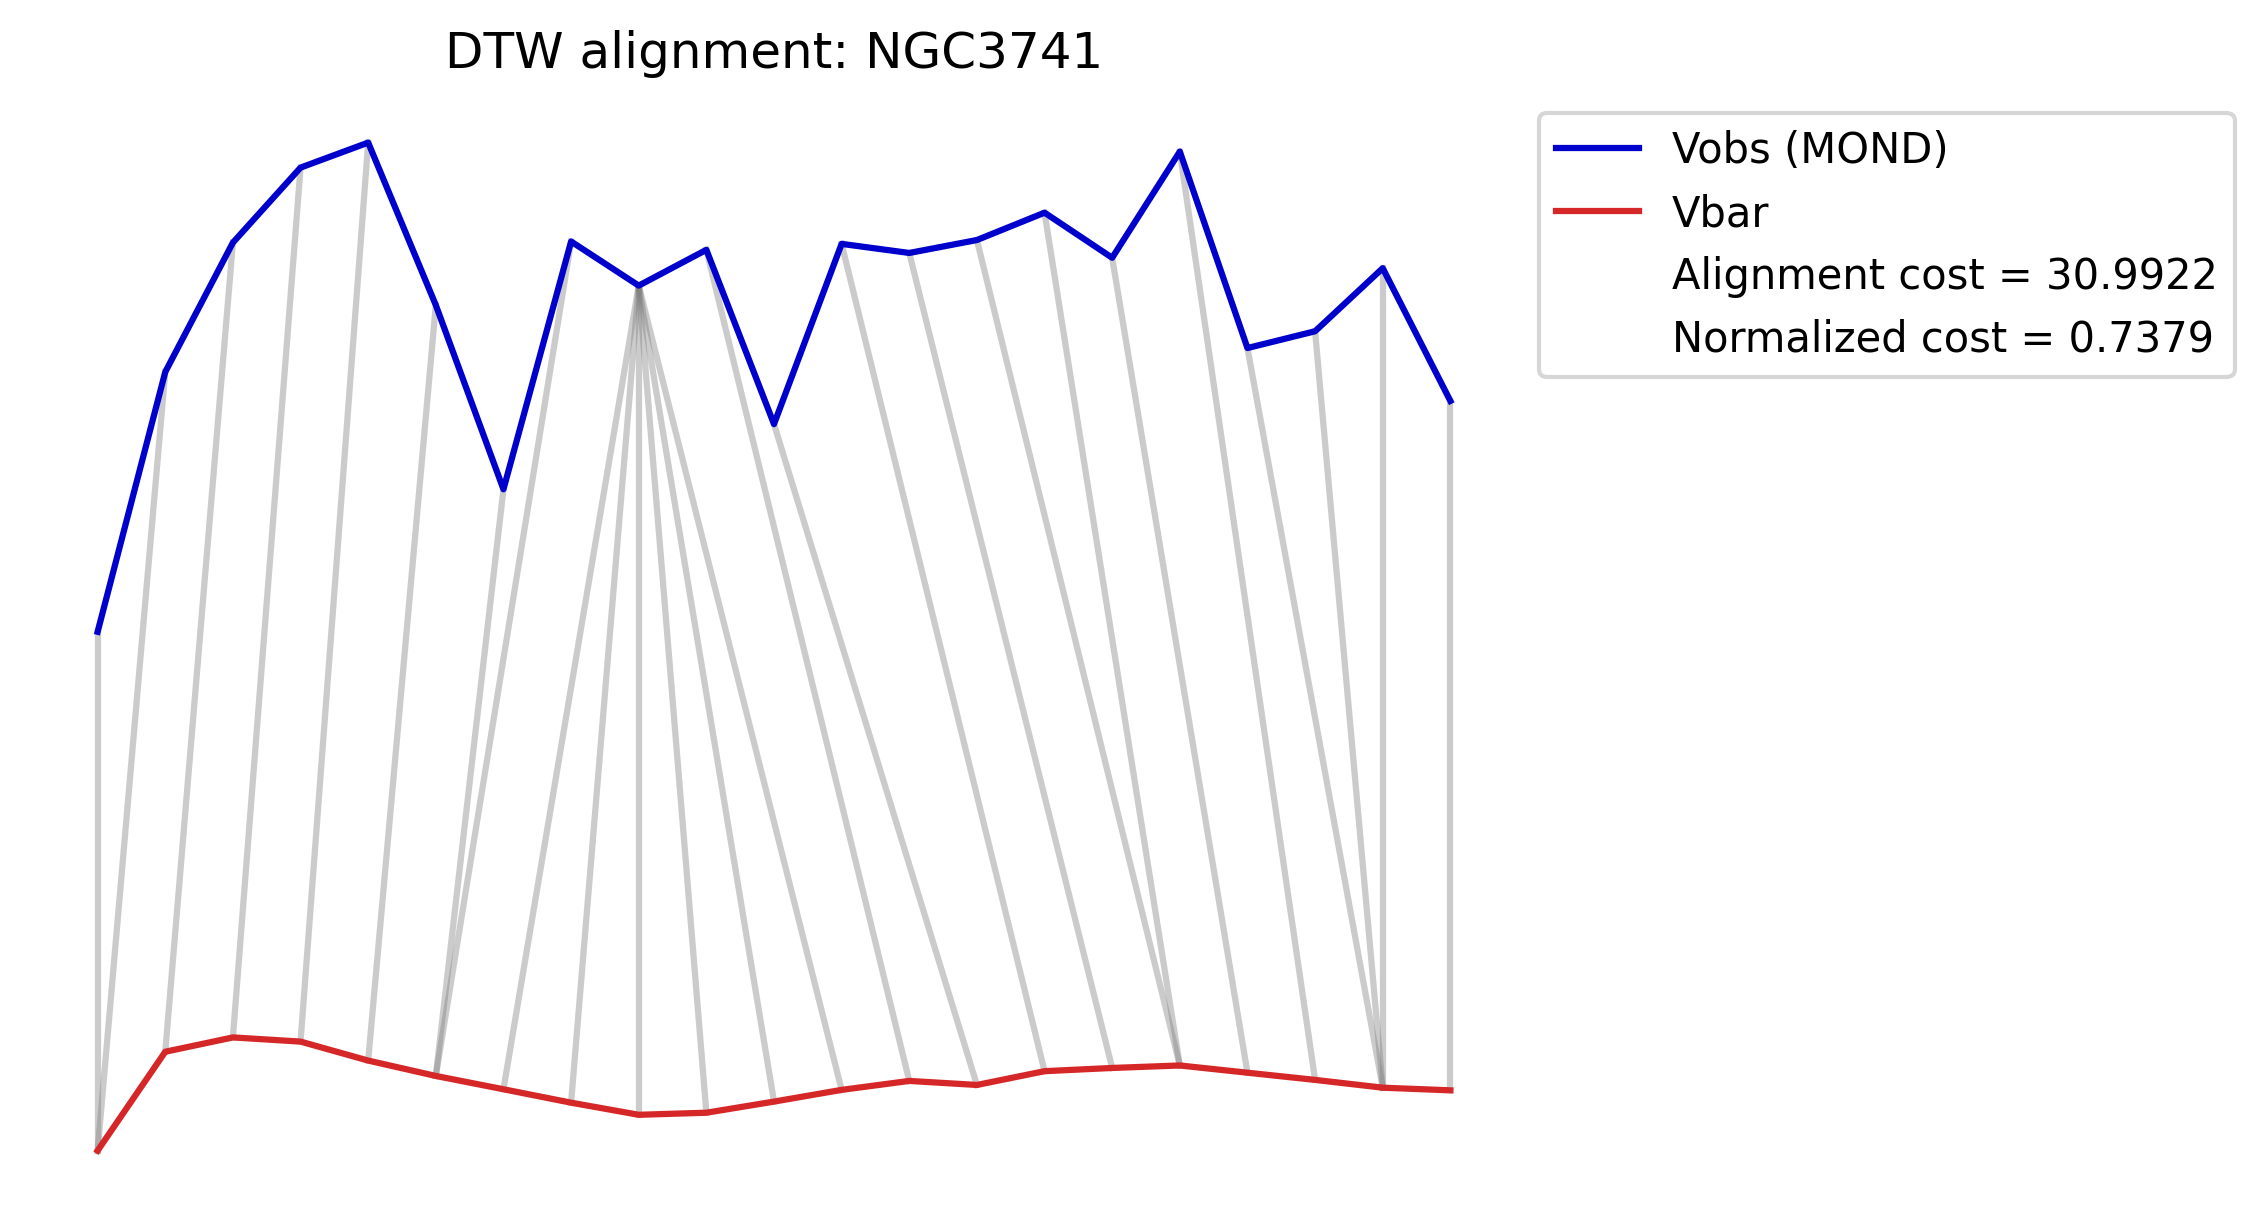 DTW alignment: NGC3741
Vobs (MOND)
Vbar
Alignment cost = 30.9922
Normalized cost = 0.7379